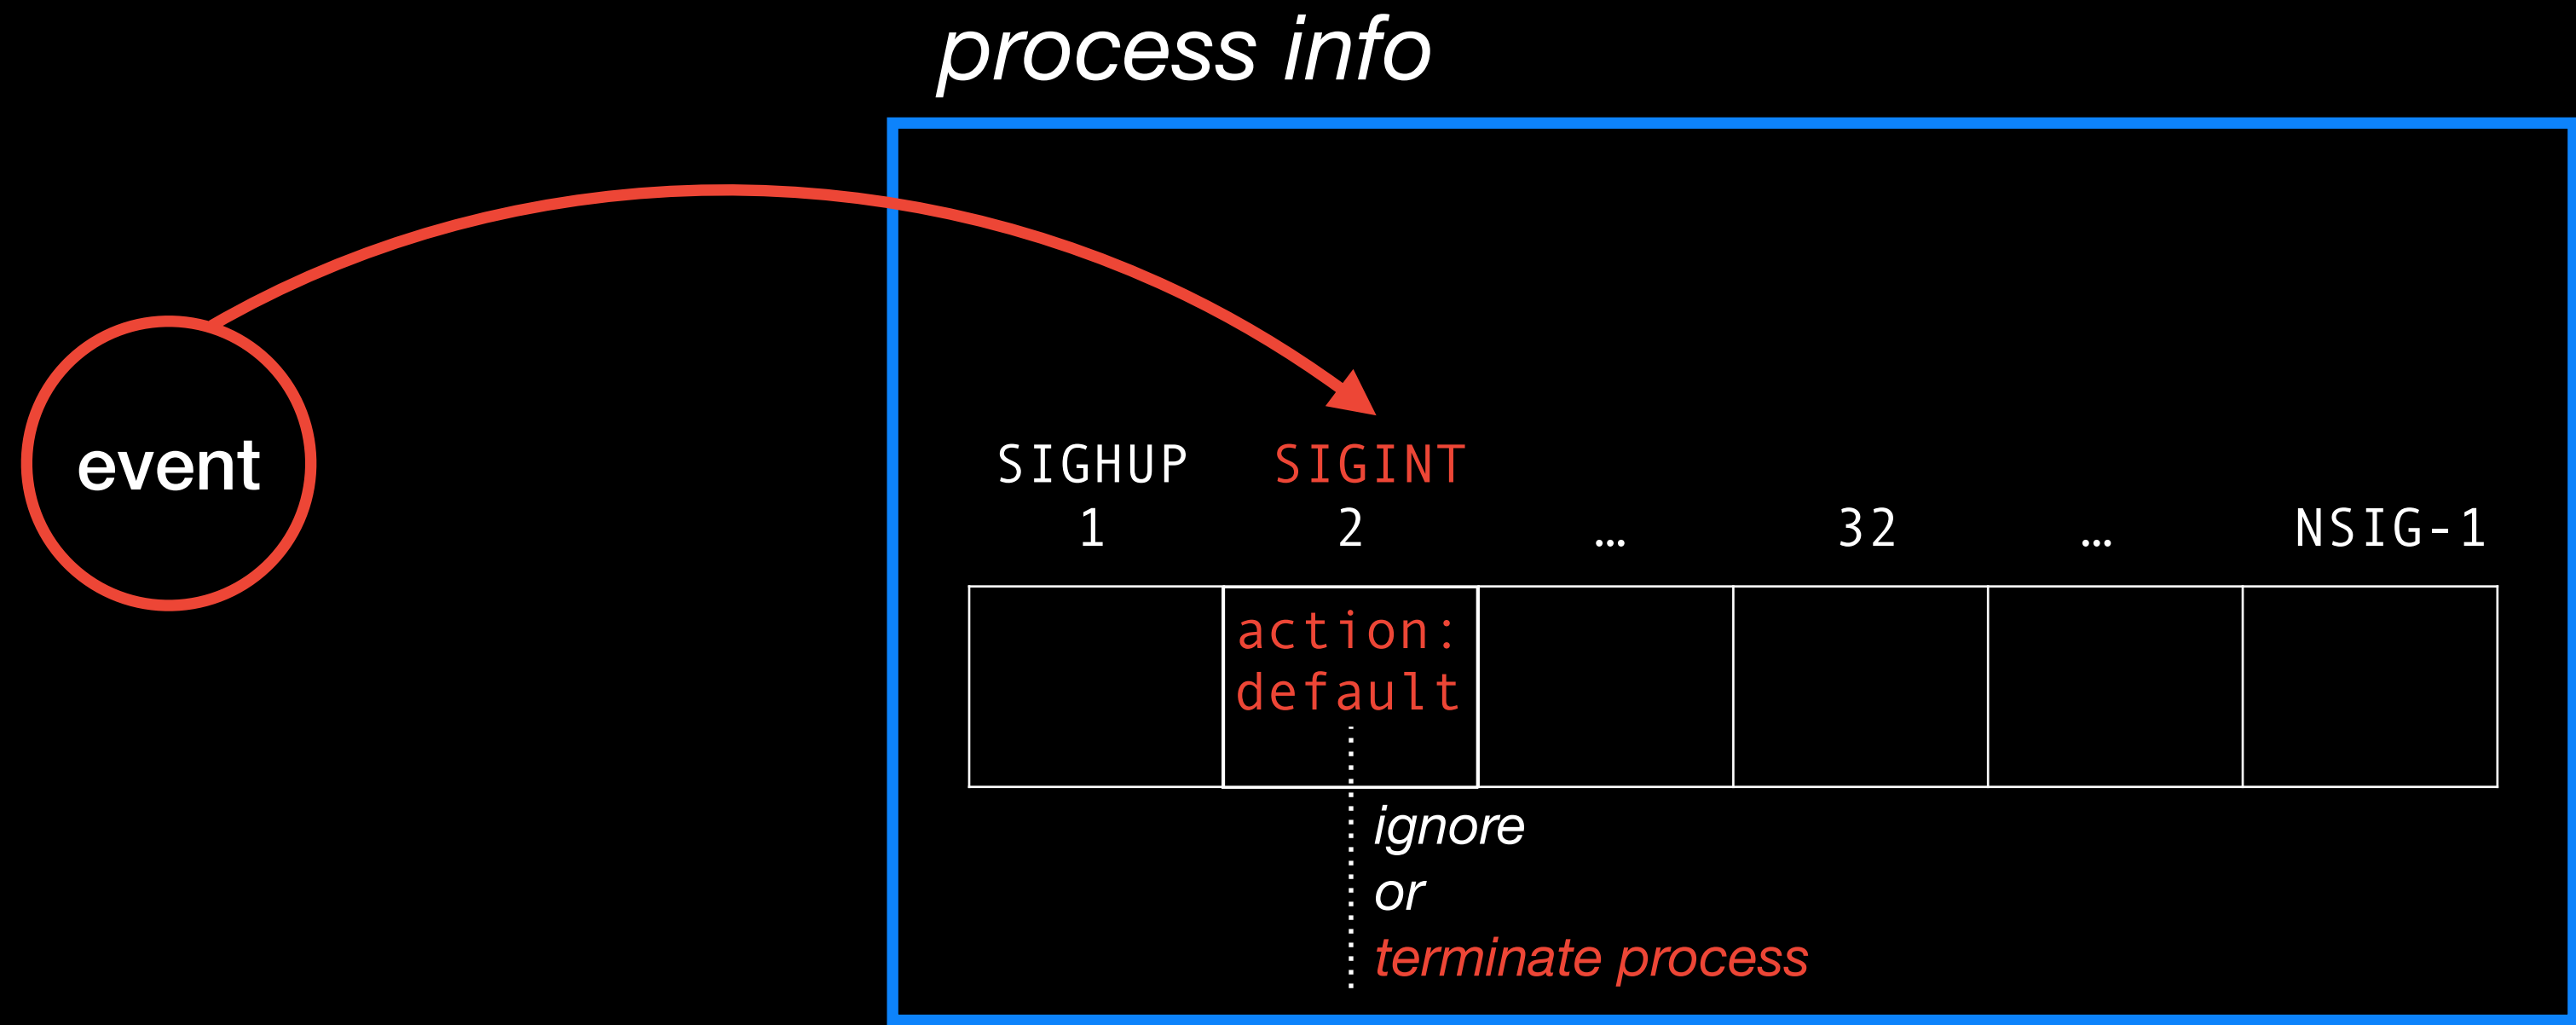 process info
event
SIGHUP SIGINT
1 2 … 32 … NSIG-1
action:
default
ignore
or
terminate process